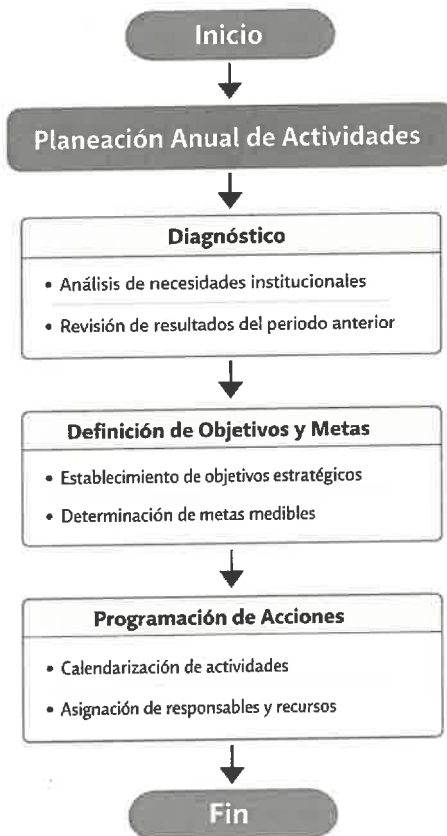 Inicio
Planeación Anual de Actividades
Diagnóstico
• Análisis de necesidades institucionales
• Revisión de resultados del periodo anterior
Definición de Objetivos y Metas
• Establecimiento de objetivos estratégicos
• Determinación de metas medibles
Programación de Acciones
• Calendarización de actividades
• Asignación de responsables y recursos
Fin